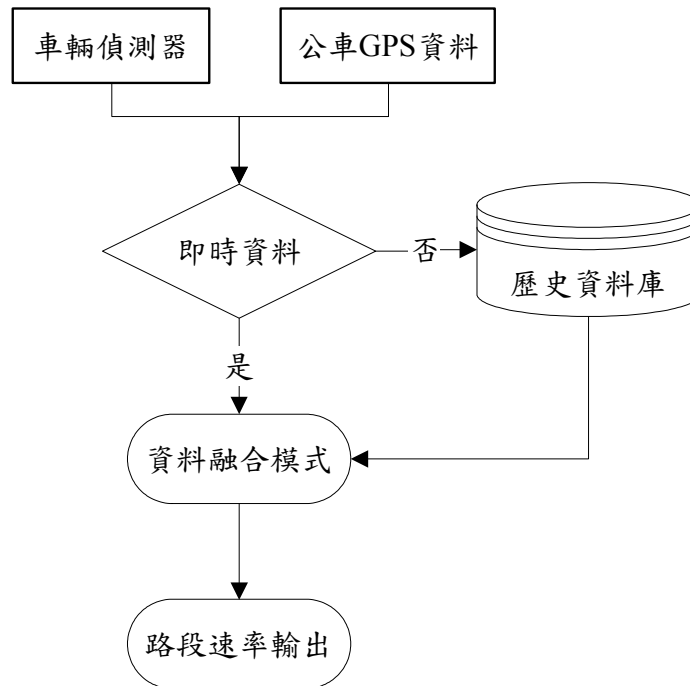 車輛偵測器
公車GPS資料
即時資料
否
歷史資料庫
是
資料融合模式
路段速率輸出